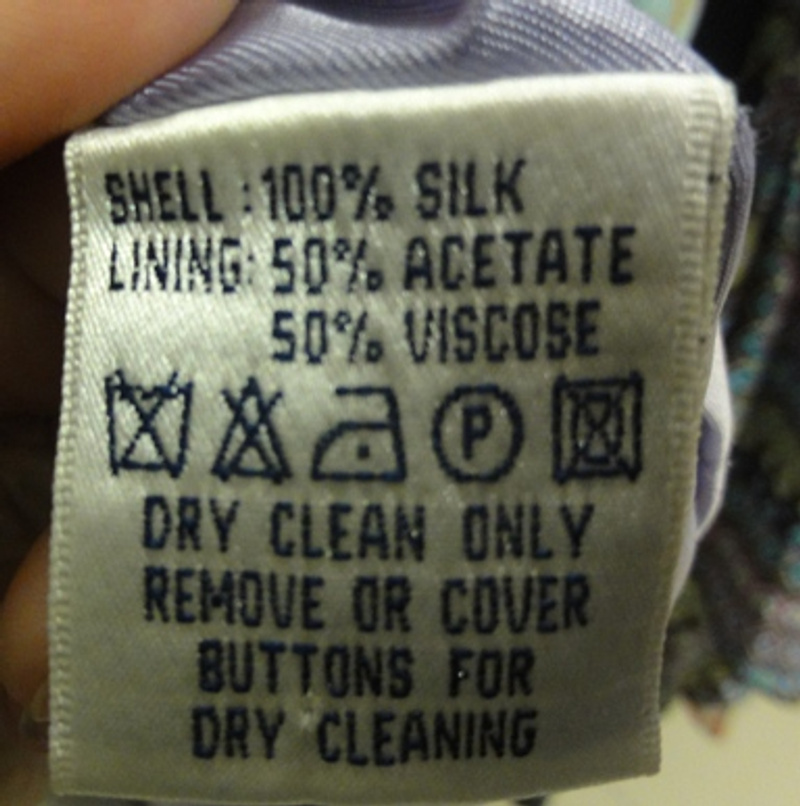 SHELL : 100% SILK
LINING: 50% ACETATE
50% VISCOSE
P
DRY CLEAN ONLY
REMOVE OR COVER
BUTTONS FOR
DRY CLEANING